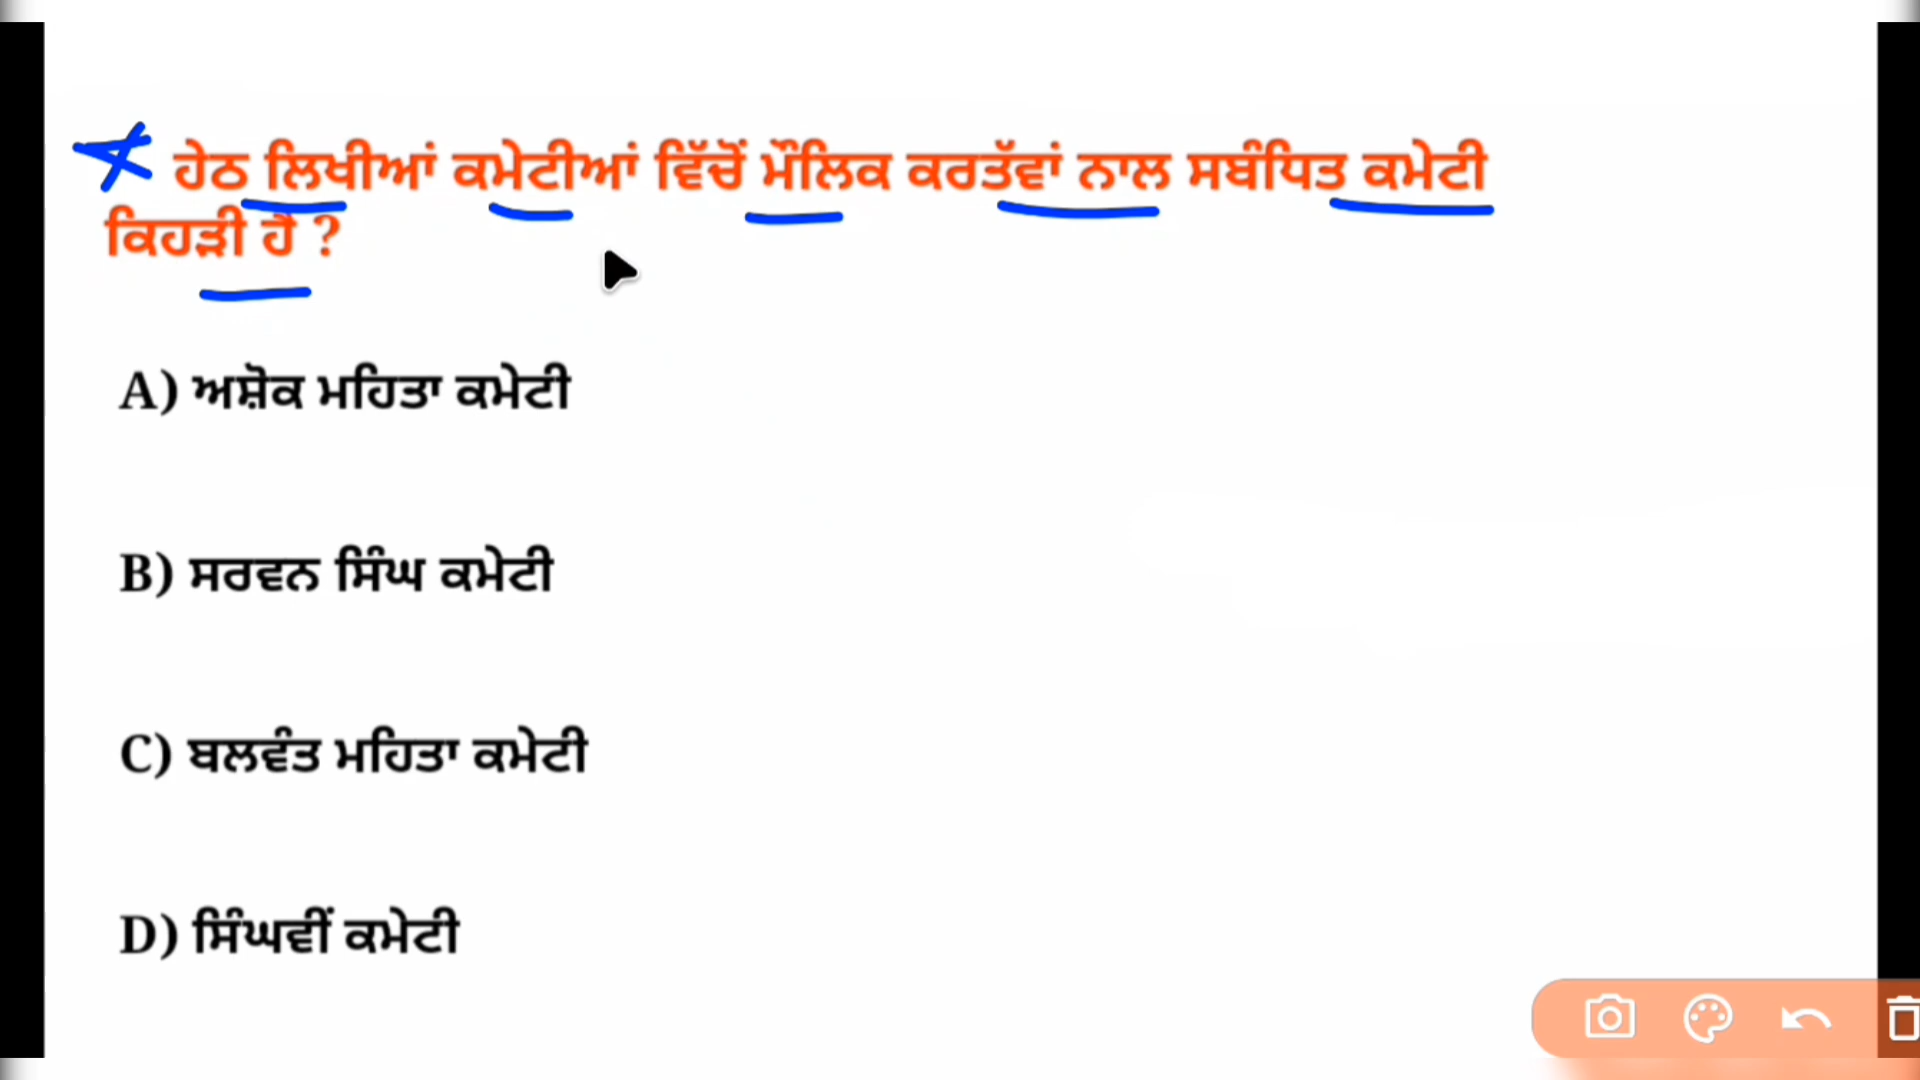 ਹੇਠ ਲਿਖੀਆਂ ਕਮੇਟੀਆਂ ਵਿੱਚੋਂ ਮੌਲਿਕ ਕਰਤੱਵਾਂ ਨਾਲ ਸਬੰਧਿਤ ਕਮੇਟੀ
ਕਿਹੜੀ ਹੈ ?
A) ਅਸ਼ੋਕ ਮਹਿਤਾ ਕਮੇਟੀ
B) ਸਰਵਨ ਸਿੰਘ ਕਮੇਟੀ
C) ਬਲਵੰਤ ਮਹਿਤਾ ਕਮੇਟੀ
D) ਸਿੰਘਵੀਂ ਕਮੇਟੀ